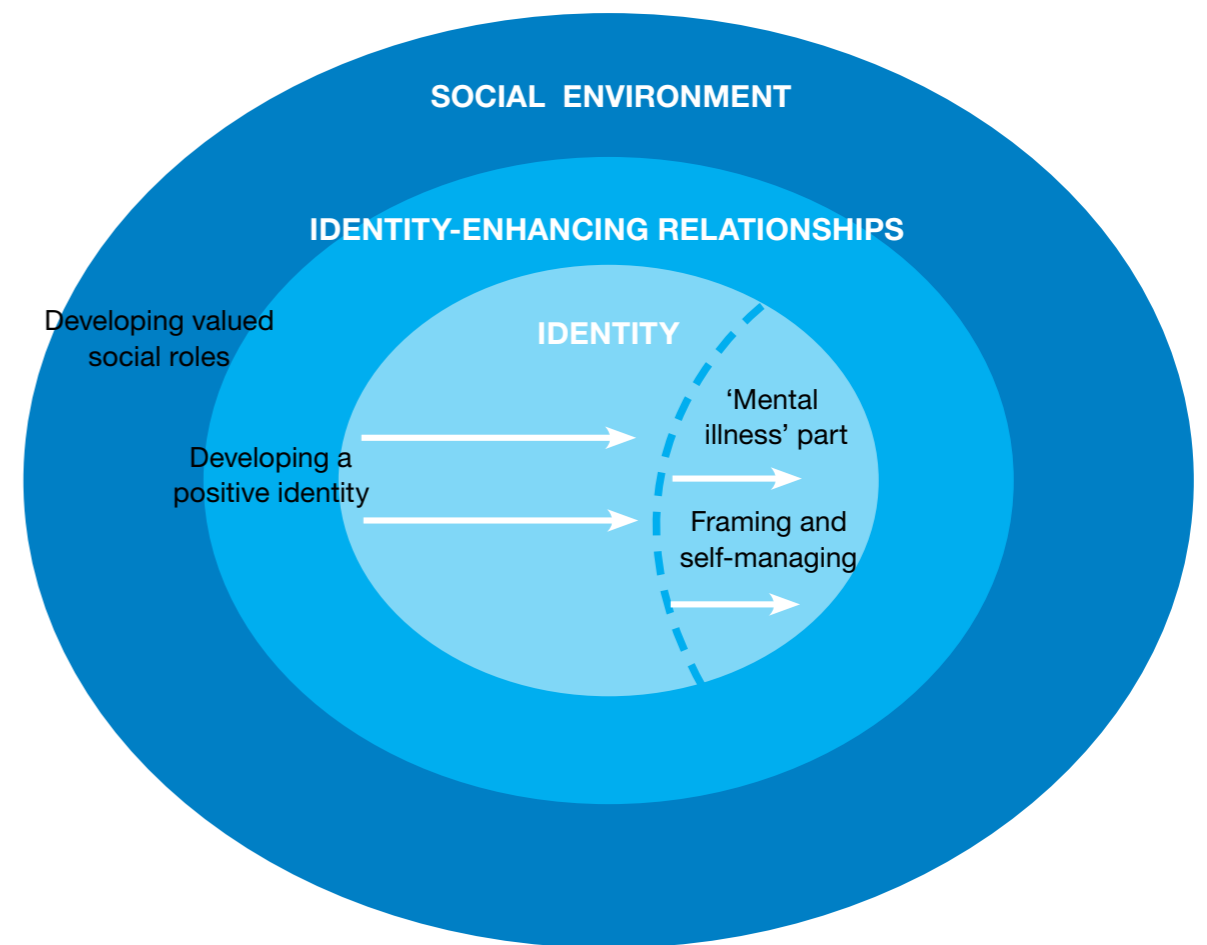 SOCIAL ENVIRONMENT
IDENTITY-ENHANCING RELATIONSHIPS
IDENTITY
Developing valued
social roles
Developing a
positive identity
‘Mental
illness’ part
Framing and
self-managing